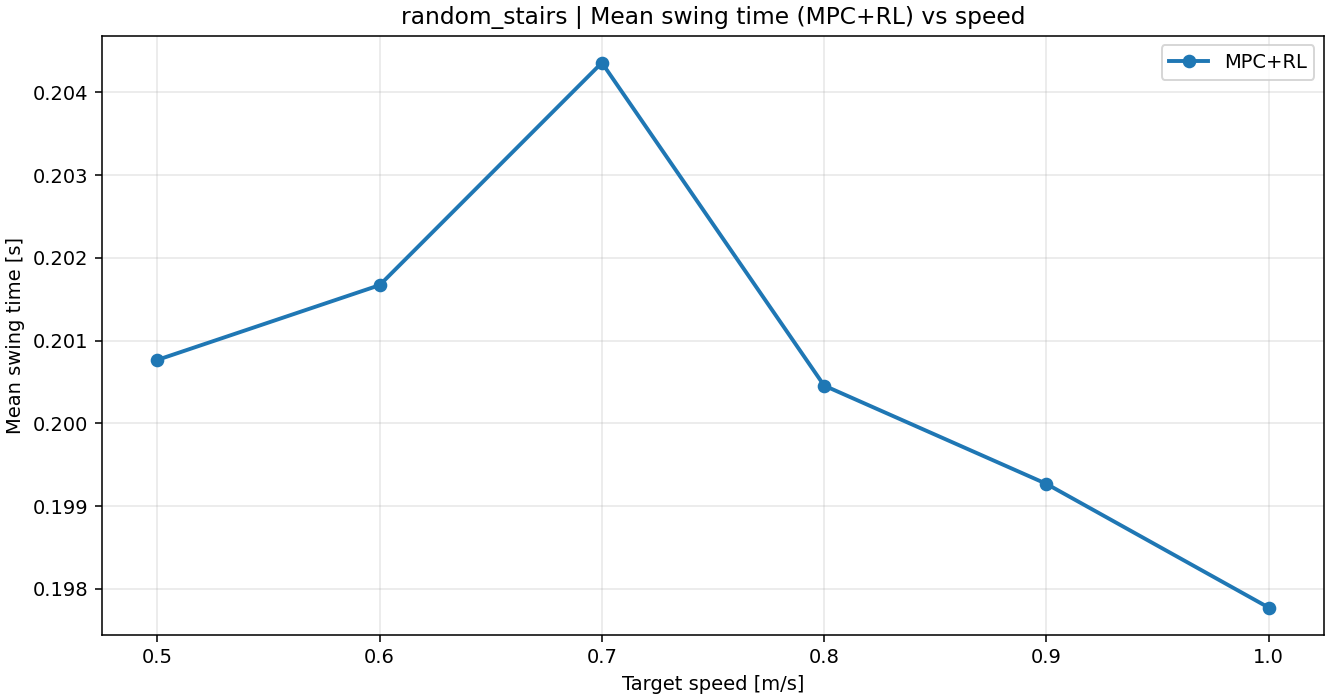 random_stairs | Mean swing time (MPC+RL) vs speed
MPC+RL
Mean swing time [s]
0.204
0.203
0.202
0.201
0.200
0.199
0.198
0.5 0.6 0.7 0.8 0.9 1.0
Target speed [m/s]